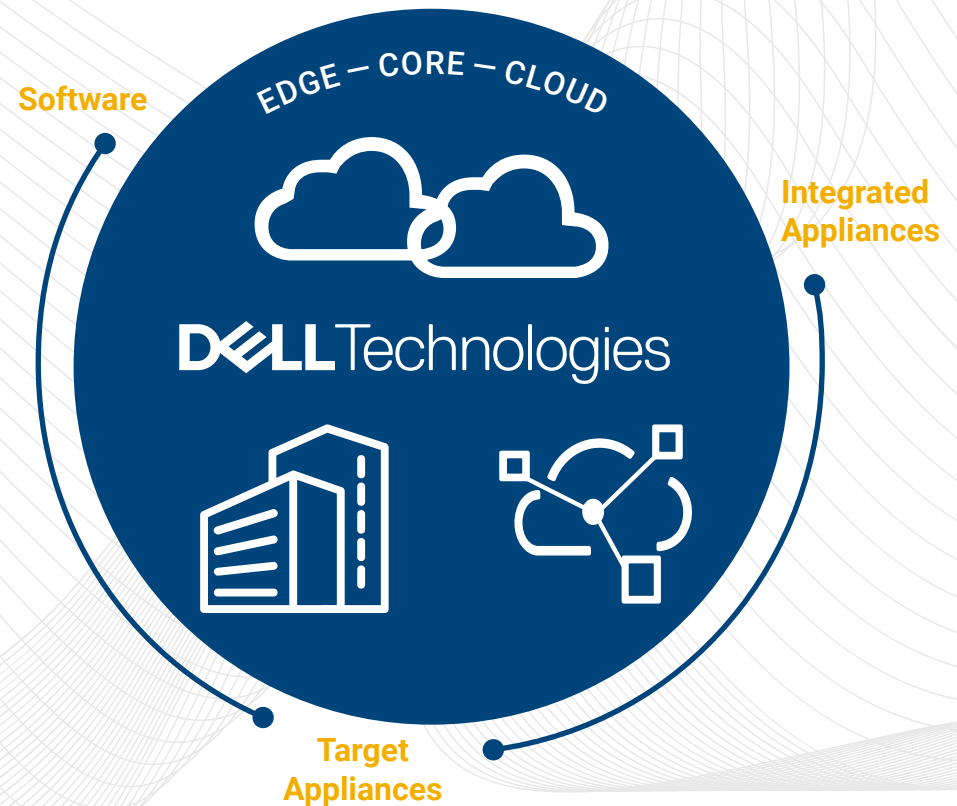 EDGE – CORE – CLOUD
Software
Integrated
Appliances
DELLTechnologies
Target
Appliances